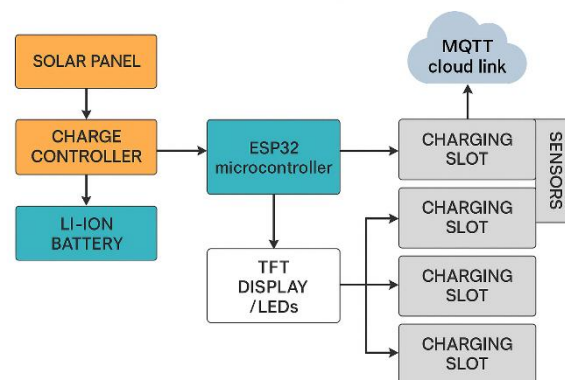 SOLAR PANEL
CHARGE
CONTROLLER
LI-ION
BATTERY
ESP32
microcontroller
TFT
DISPLAY
/LEDs
MQTT
cloud link
CHARGING
SLOT
SENSORS
CHARGING
SLOT
CHARGING
SLOT
CHARGING
SLOT